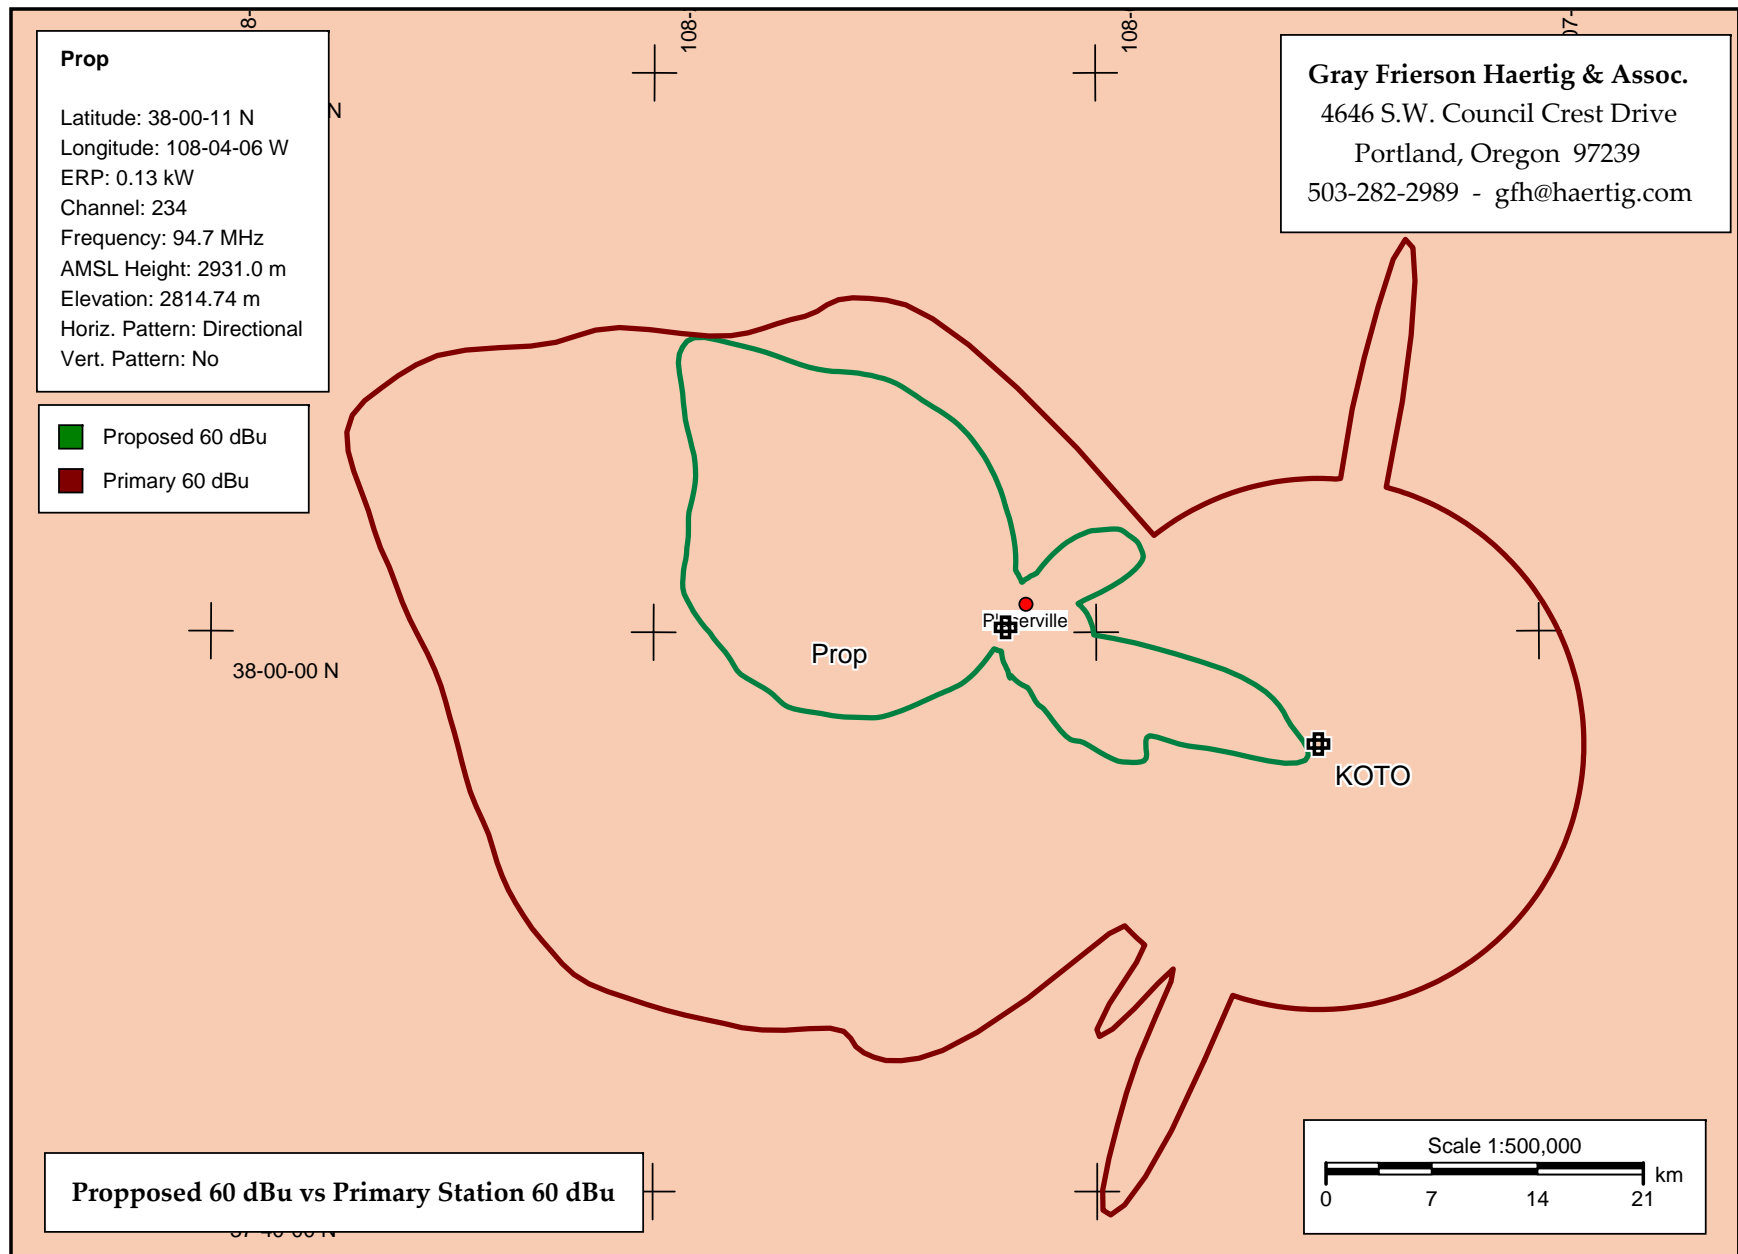 Prop
Latitude: 38-00-11 N
Longitude: 108-04-06 W
ERP: 0.13 kW
Channel: 234
Frequency: 94.7 MHz
AMSL Height: 2931.0 m
Elevation: 2814.74 m
Horiz. Pattern: Directional
Vert. Pattern: No
Proposed 60 dBu
Primary 60 dBu
8-
108-
108-
07-
N
Gray Frierson Haertig & Assoc.
4646 S.W. Council Crest Drive
Portland, Oregon 97239
503-282-2989 - gfh@haertig.com
38-00-00 N
Prop
KOTO
Propposed 60 dBu vs Primary Station 60 dBu
Scale 1:500,000
km
0 7 14 21